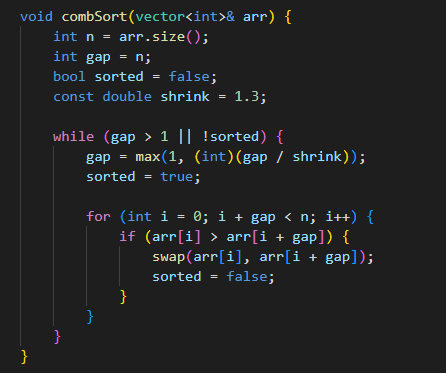 void combSort(vector<int>& arr) {
    int n = arr.size();
    int gap = n;
    bool sorted = false;
    const double shrink = 1.3;

    while (gap > 1 || !sorted) {
        gap = max(1, (int)(gap / shrink));
        sorted = true;

        for (int i = 0; i + gap < n; i++) {
            if (arr[i] > arr[i + gap]) {
                swap(arr[i], arr[i + gap]);
                sorted = false;
            }
        }
    }
}